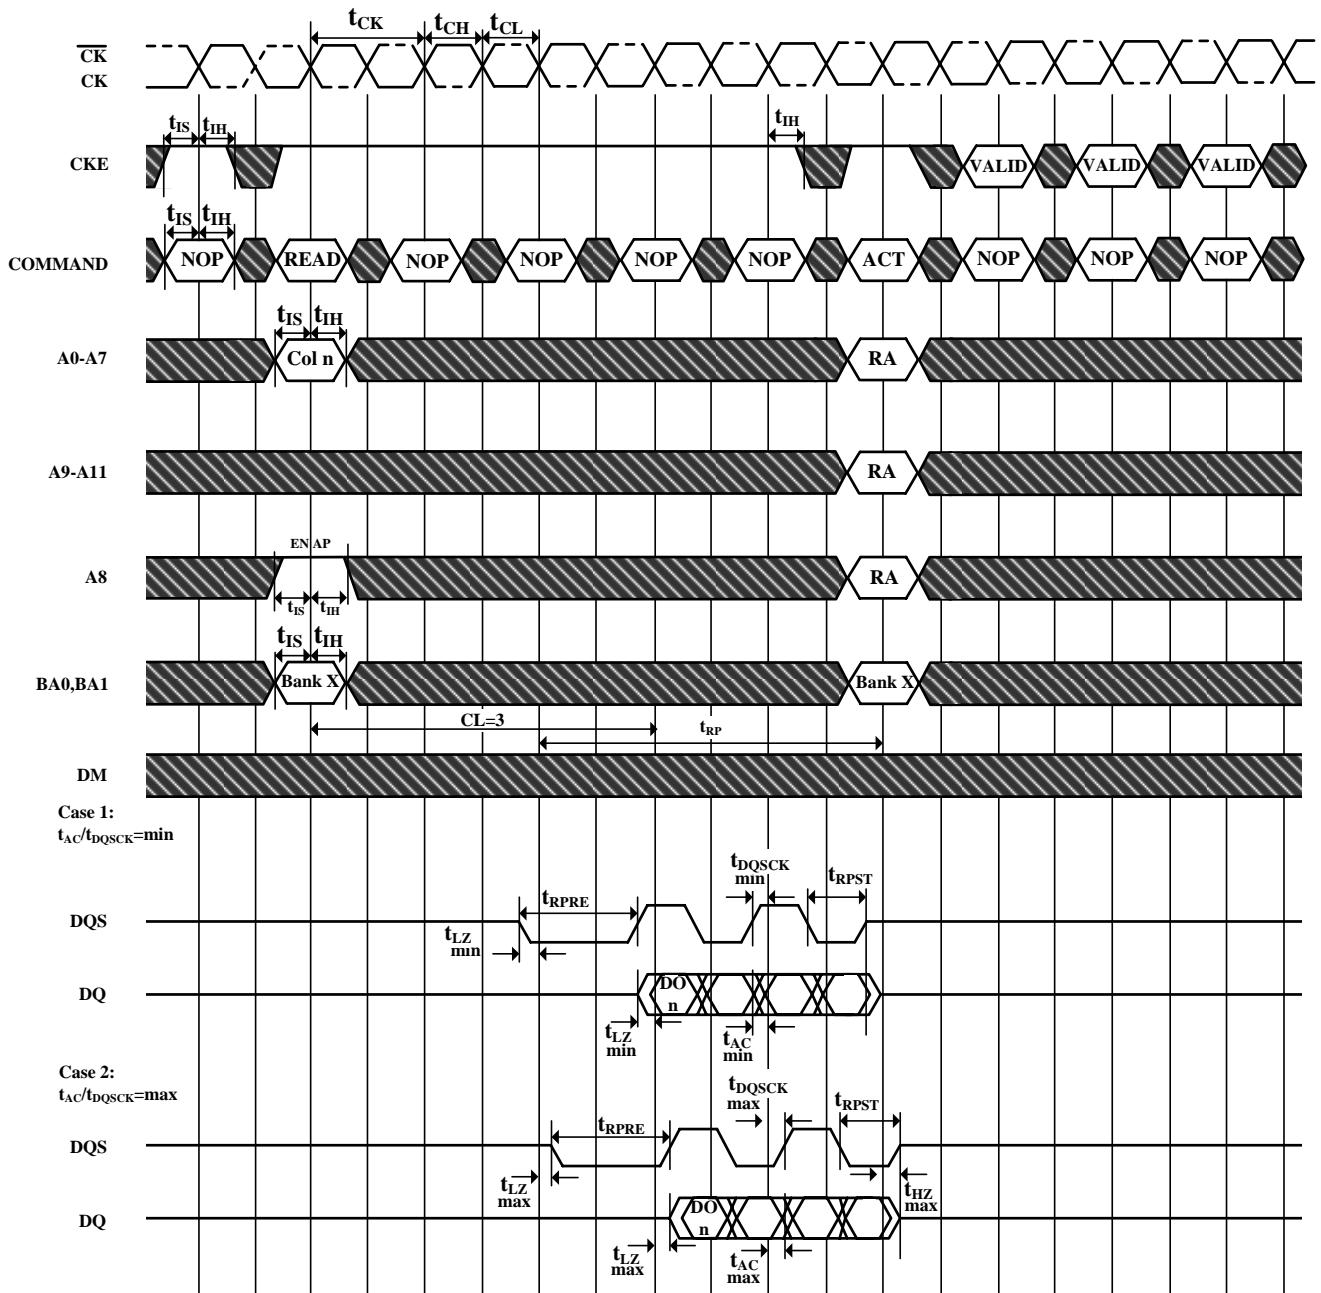 tCK tCH tCL
CK
CK
tIS tIH tIH
CKE VALID VALID VALID
tIS tIH
COMMAND NOP READ NOP NOP NOP NOP ACT NOP NOP NOP
tIS tIH
A0-A7 Col n RA
A9-A11 RA
EN AP
A8 RA
tIS tIH
tIS tIH
BA0,BA1 Bank X Bank X
CL=3 tRP
DM
Case 1:
tAC/tDQSCK=min
tDQSCK
min
tRPST
tRPRE
DQS
tLZ
min
DQ DO
n
tLZ
min
tAC
min
Case 2:
tAC/tDQSCK=max
tDQSCK
max
tRPST
tRPRE
DQS
tLZ
max
tHZ
max
DQ DO
n
tLZ
max
tAC
max